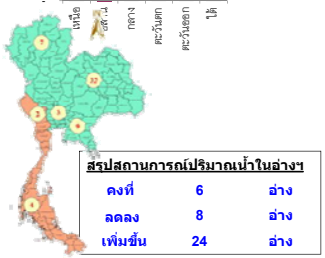 เหนือ
กลาง
ตะวันตก
ตะวันออก
ใต้
7
32
2
3
6
4
สรุปสถานการณ์ปริมาณน้ำในอ่างฯ
คงที่ 6 อ่าง
ลดลง 8 อ่าง
เพิ่มขึ้น 24 อ่าง